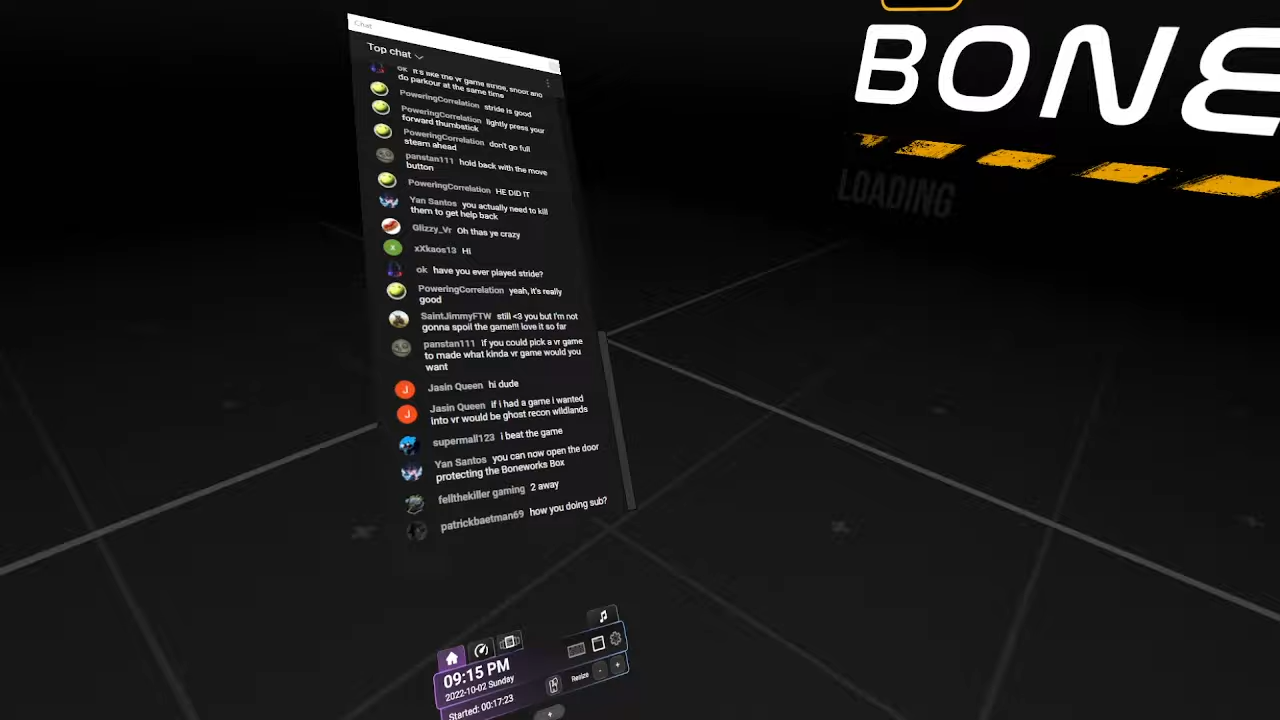 Chat
Top chat
ok it's like the vr game stride, shoot and
do parkour at the same time
PoweringCorrelation stride is good
PoweringCorrelation lightly press your
forward thumbstick
PoweringCorrelation don't go full
steam ahead
panstan111 hold back with the move
button
PoweringCorrelation HE DID IT
Yan Santos you actually need to kill
them to get help back
Glizzy_Vr Oh thas ye crazy
x xXkaos13 Hi
ok have you ever played stride?
PoweringCorrelation yeah, it's really
good
SaintJimmyFTW still <3 you but I'm not
gonna spoil the game!!! love it so far
panstan111 If you could pick a vr game
to made what kinda vr game would you
want
J Jasin Queen hi dude
J Jasin Queen if i had a game i wanted
into vr would be ghost recon wildlands
supermall123 i beat the game
Yan Santos you can now open the door
protecting the Boneworks Box
fellthekiller gaming 2 away
patrickbaetman69 how you doing sub?
BONE
LOADING
09:15 PM
2022-10-02 Sunday
Started: 00:17:23
Resize - +